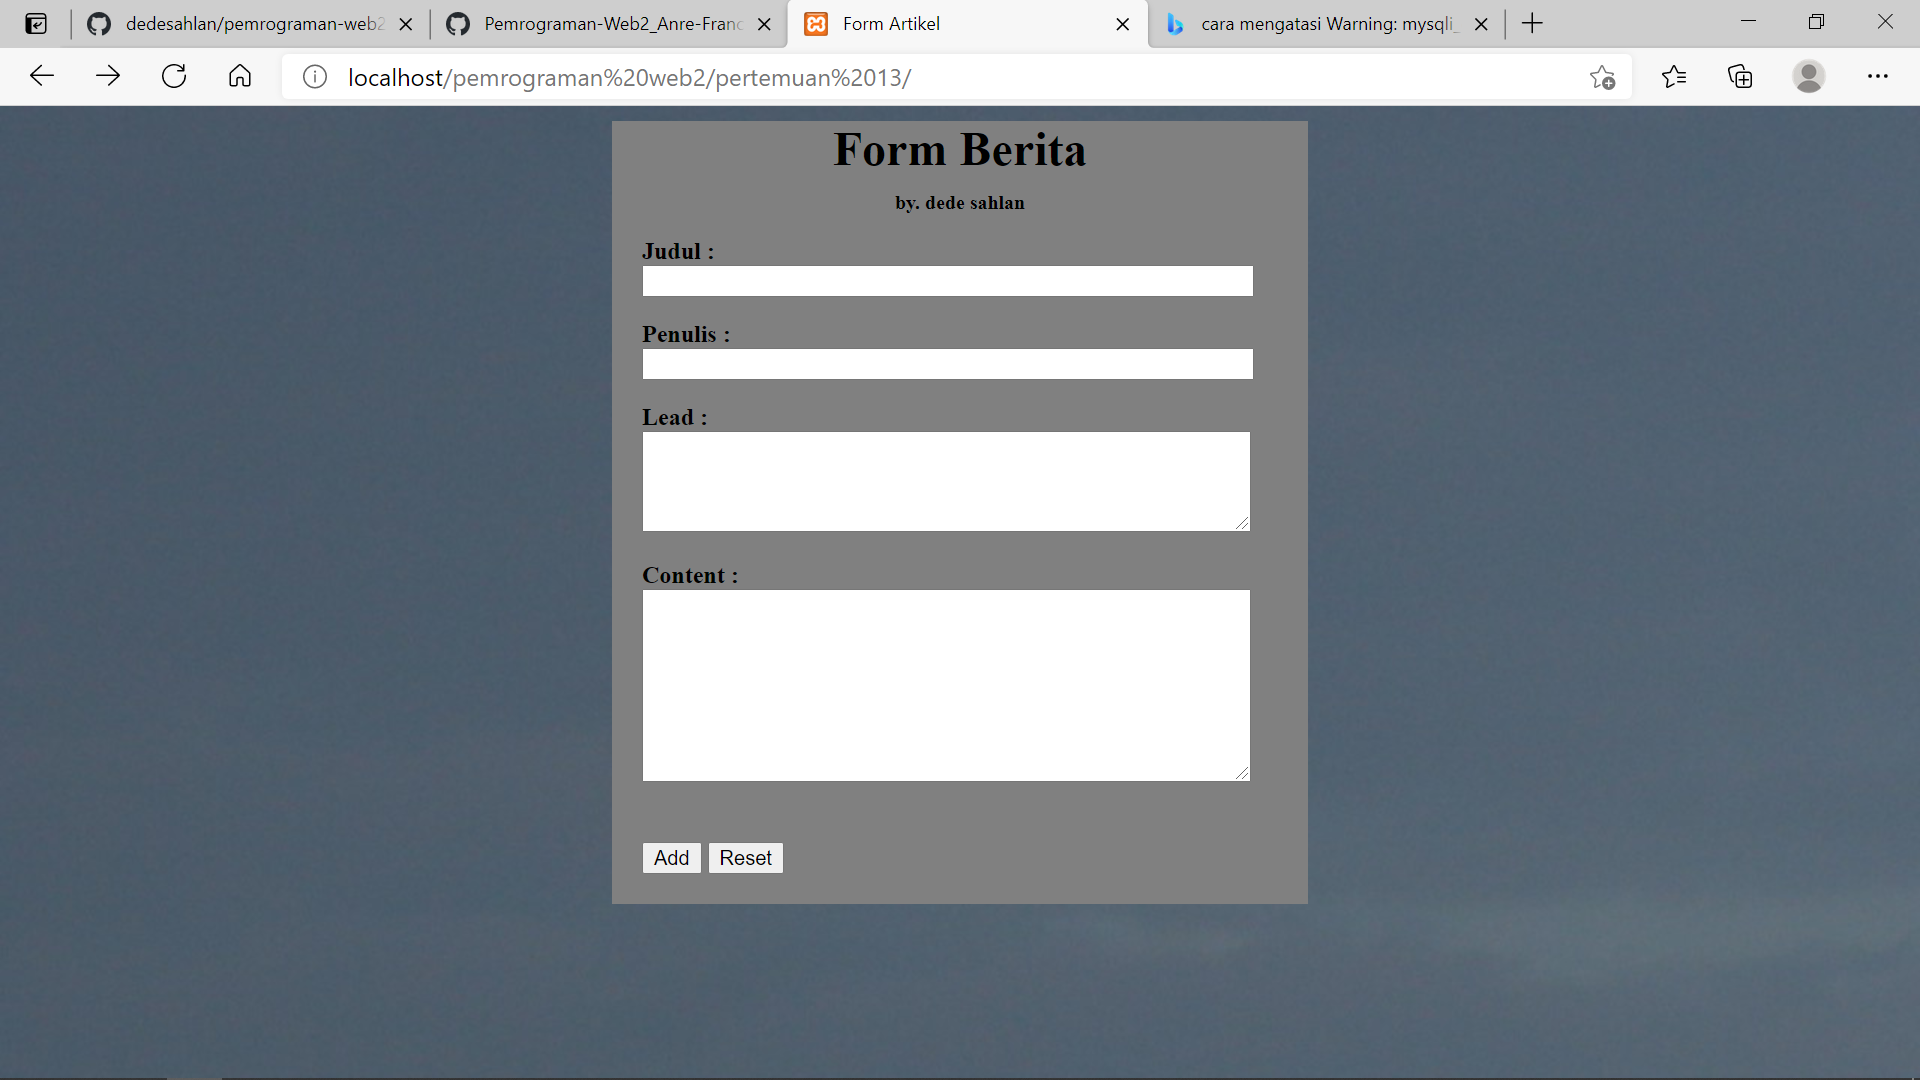 dedesahlan/pemrograman-web2
Pemrograman-Web2_Anre-Franc
Form Artikel
cara mengatasi Warning: mysqli_
localhost/pemrograman%20web2/pertemuan%2013/
Form Berita
by. dede sahlan
Judul :
Penulis :
Lead :
Content :
Add Reset